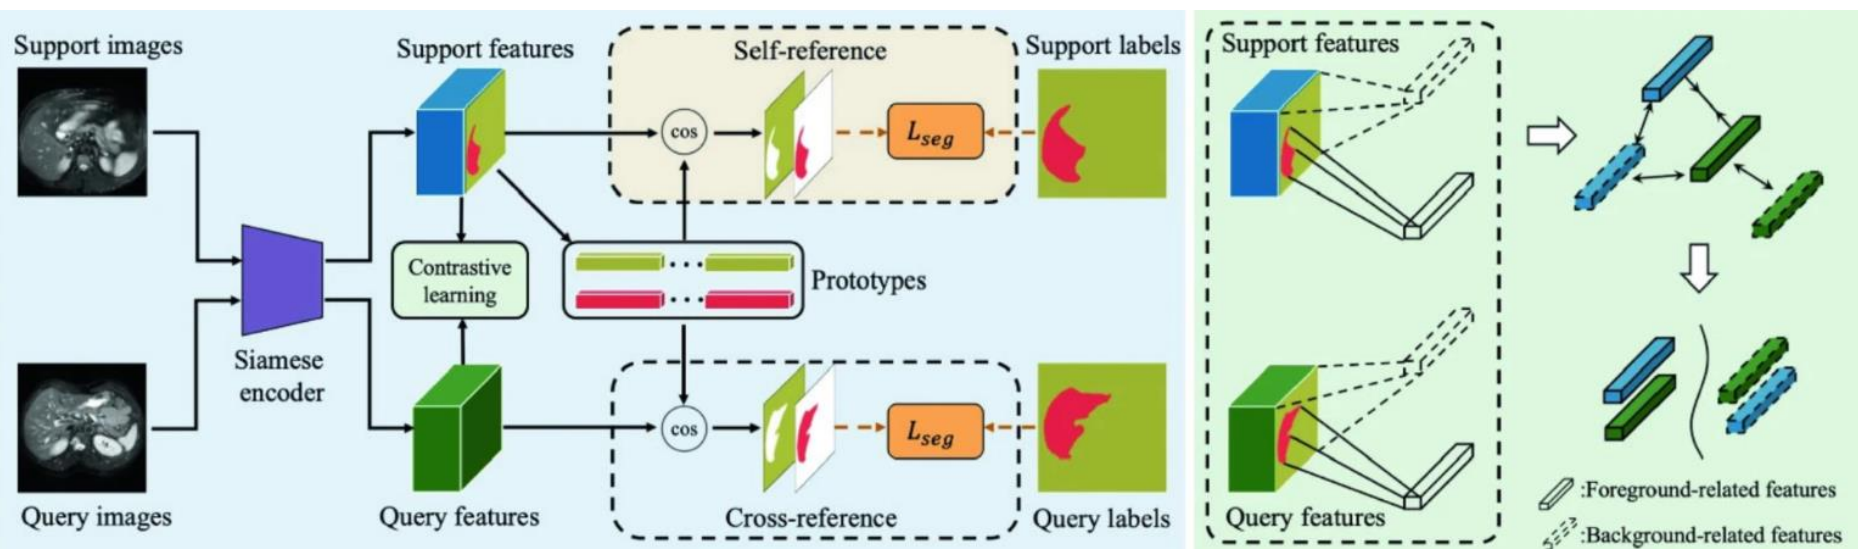 Support images
Support features
Self-reference
Support labels
cos
L_seg
Contrastive
learning
Prototypes
Siamese
encoder
cos
L_seg
Query images
Query features
Cross-reference
Query labels
Support features
Query features
:Foreground-related features
:Background-related features